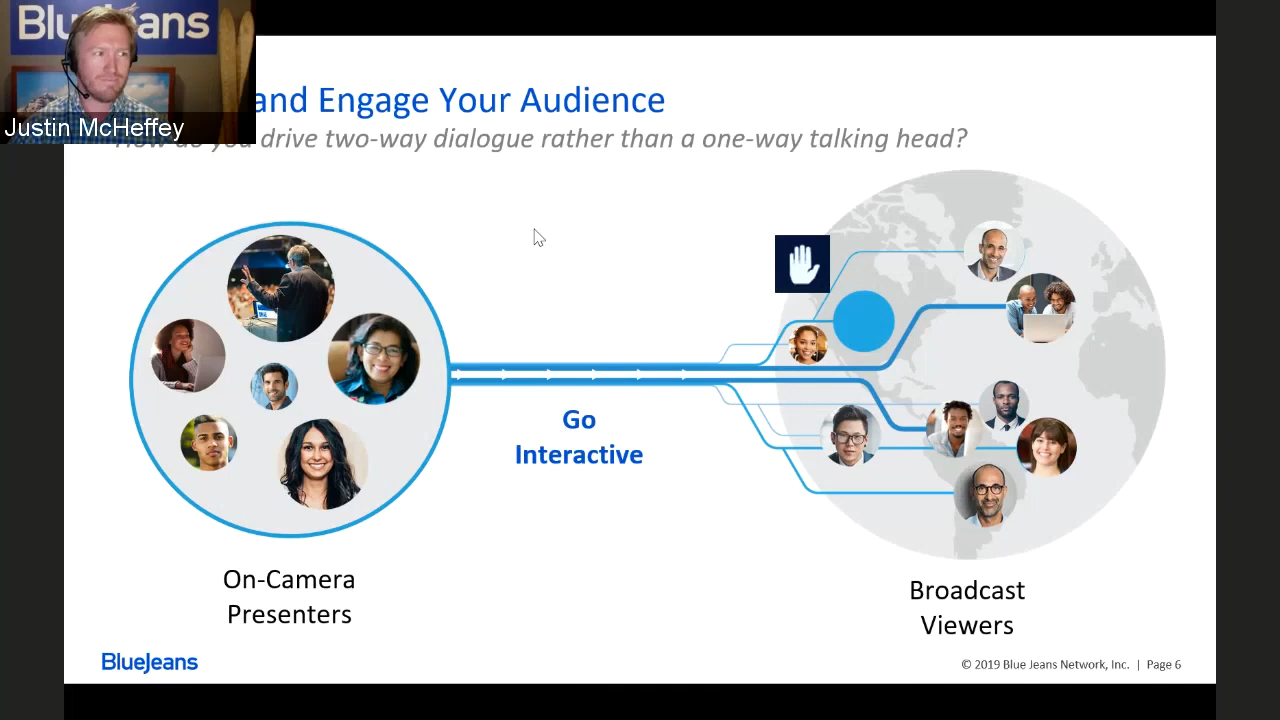 BlueJeans
Justin McHeffey
and Engage Your Audience
you drive two-way dialogue rather than a one-way talking head?
Go
Interactive
On-Camera
Presenters
Broadcast
Viewers
BlueJeans
© 2019 Blue Jeans Network, Inc. | Page 6